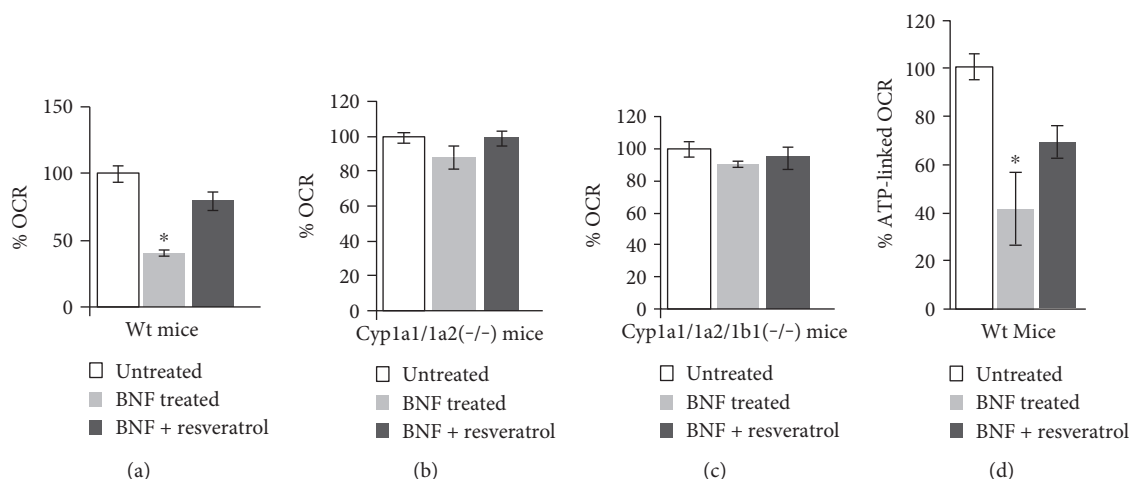 % OCR
150
100
50
0
*
Wt mice
Untreated
BNF treated
BNF + resveratrol
(a)
% OCR
120
100
80
60
40
20
0
Cyp1a1/1a2(–/–) mice
Untreated
BNF treated
BNF + resveratrol
(b)
% OCR
120
100
80
60
40
20
0
Cyp1a1/1a2/1b1(–/–) mice
Untreated
BNF treated
BNF + resveratrol
(c)
% ATP-linked OCR
120
100
80
60
40
20
0
*
Wt Mice
Untreated
BNF treated
BNF + resveratrol
(d)